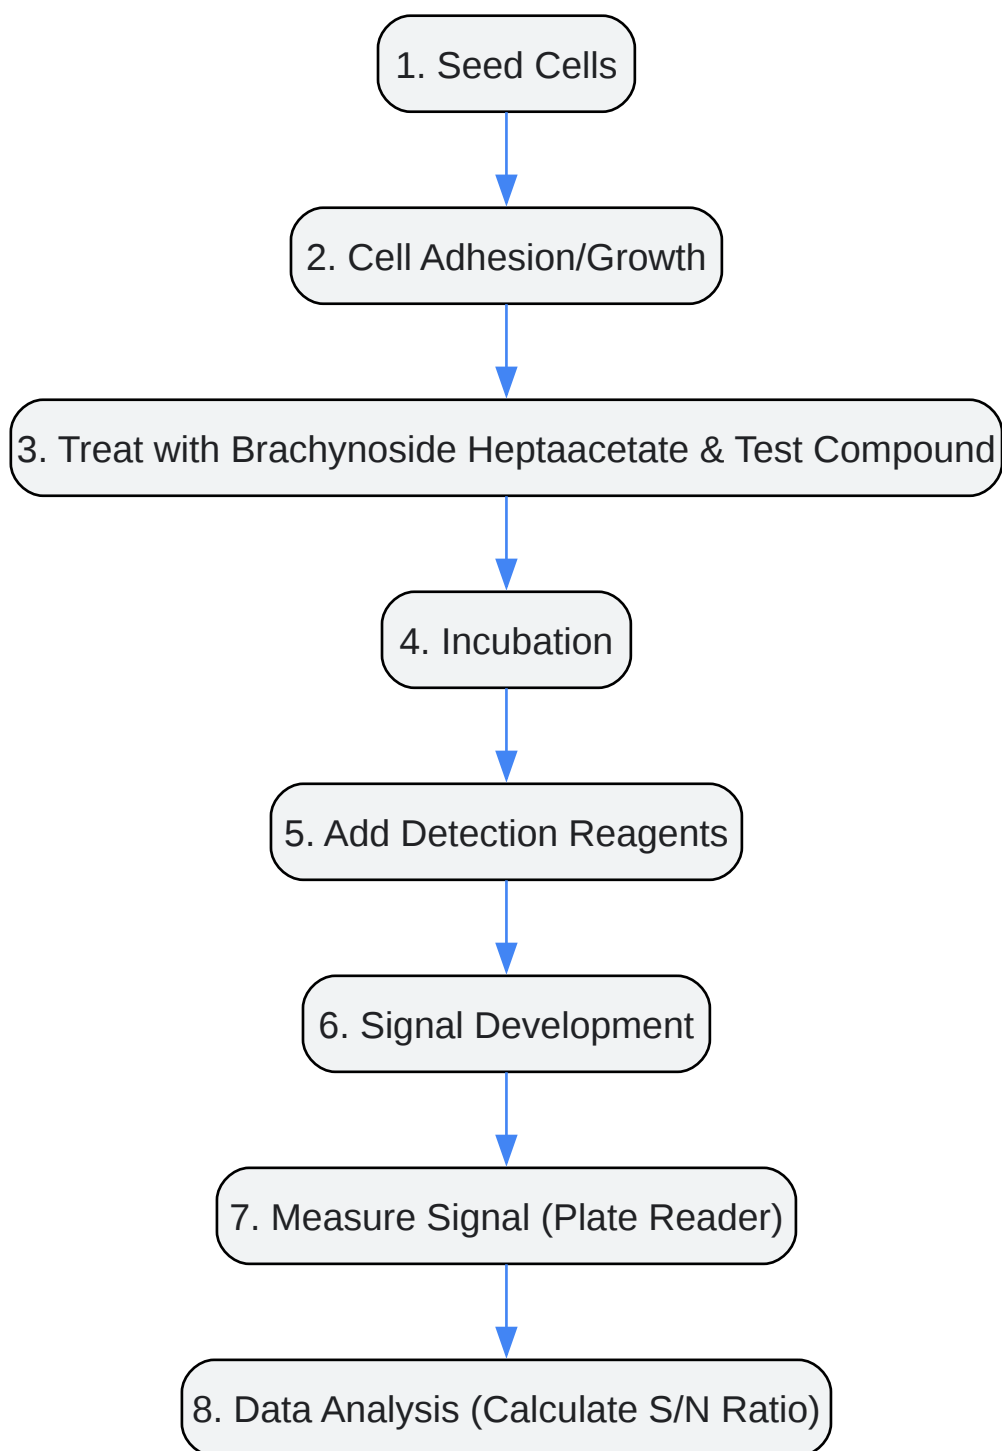 1. Seed Cells
2. Cell Adhesion/Growth
3. Treat with Brachynoside Heptaacetate & Test Compound
4. Incubation
5. Add Detection Reagents
6. Signal Development
7. Measure Signal (Plate Reader)
8. Data Analysis (Calculate S/N Ratio)